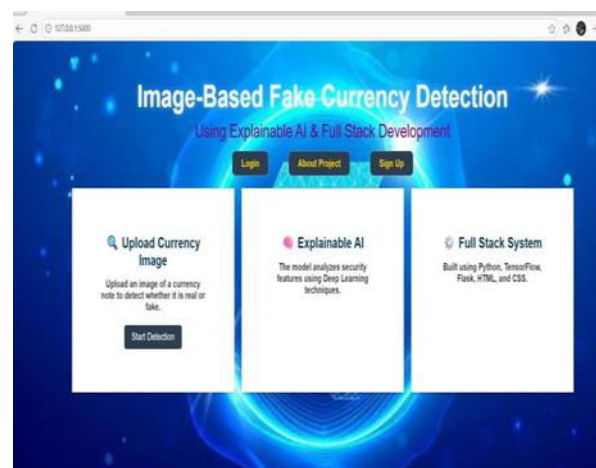 127.0.0.1:5000
Image-Based Fake Currency Detection
Using Explainable AI & Full Stack Development
Login
About Project
Sign Up
Upload Currency
Image
Upload an image of a currency
note to detect whether it is real or
fake.
Start Detection
Explainable AI
The model analyzes security
features using Deep Learning
techniques.
Full Stack System
Built using Python, TensorFlow,
Flask, HTML, and CSS.